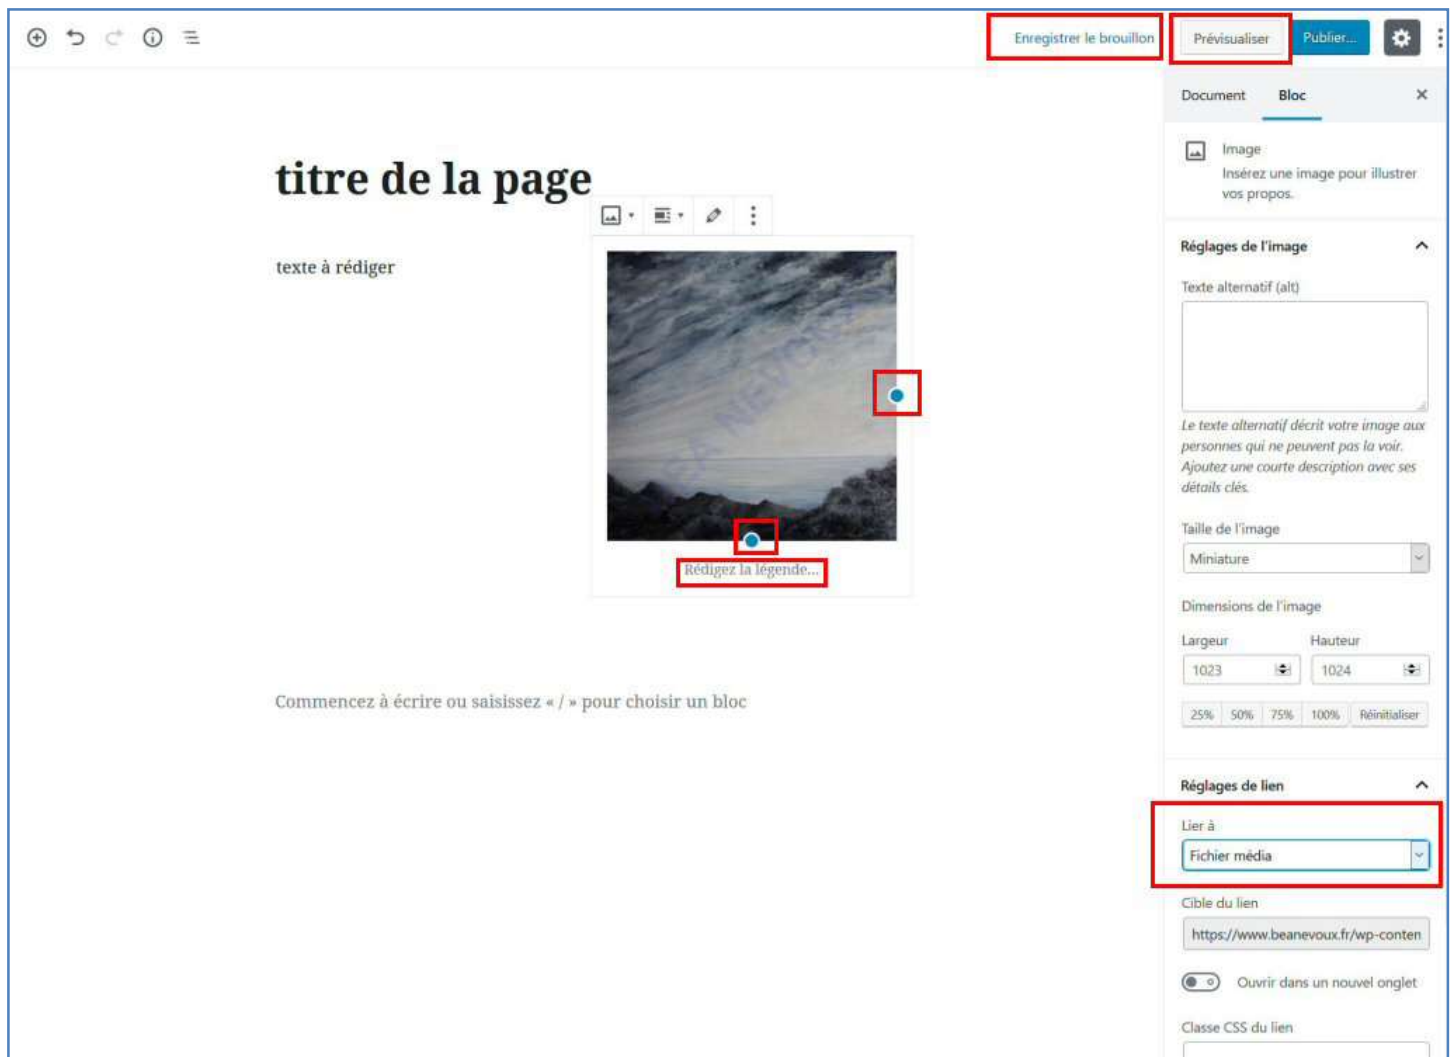 Enregistrer le brouillon
Prévisualiser
Publier...
Document
Bloc
Image
Insérez une image pour illustrer
vos propos.
titre de la page
texte à rédiger
BEA NEVOUX
Rédigez la légende...
Commencez à écrire ou saisissez « / » pour choisir un bloc
Réglages de l'image
Texte alternatif (alt)
Le texte alternatif décrit votre image aux
personnes qui ne peuvent pas la voir.
Ajoutez une courte description avec ses
détails clés.
Taille de l'image
Miniature
Dimensions de l'image
Largeur
Hauteur
1023
1024
25%
50%
75%
100%
Réinitialiser
Réglages de lien
Lier à
Fichier média
Cible du lien
https://www.beanevoux.fr/wp-conten
Ouvrir dans un nouvel onglet
Classe CSS du lien